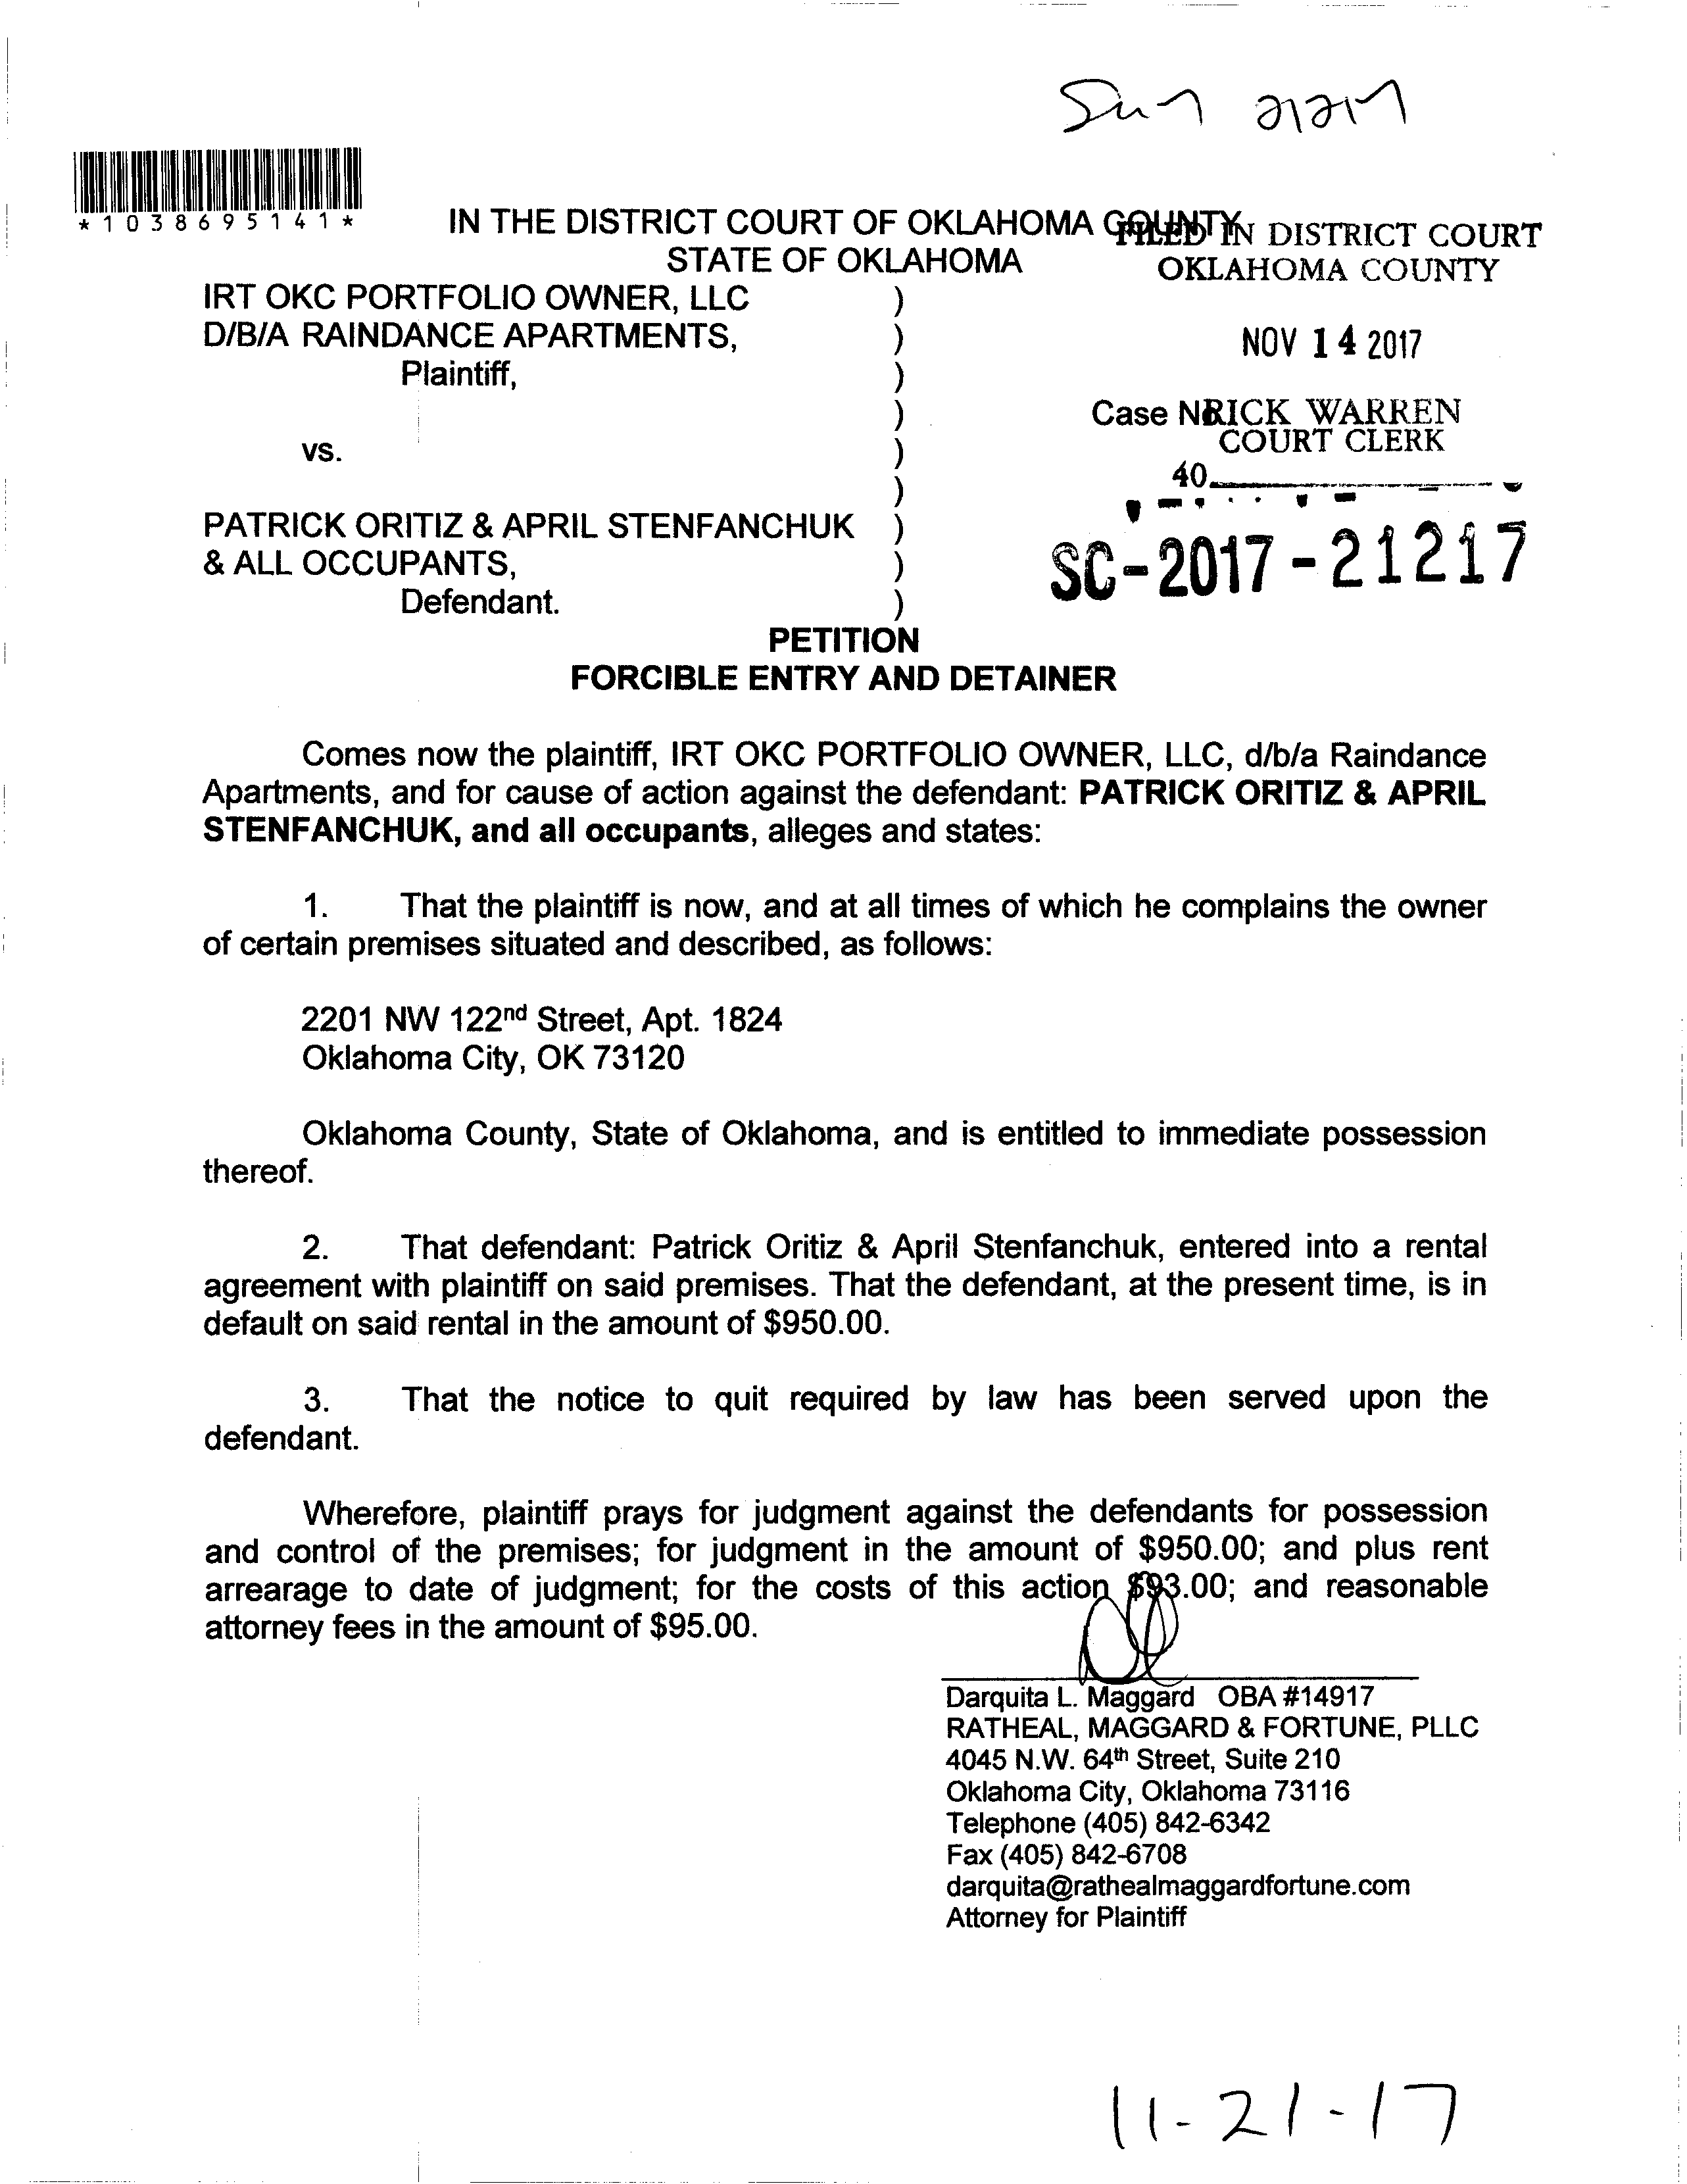 *1038695141*
IN THE DISTRICT COURT OF OKLAHOMA COUNTY
STATE OF OKLAHOMA
FILED IN DISTRICT COURT
OKLAHOMA COUNTY
IRT OKC PORTFOLIO OWNER, LLC )
D/B/A RAINDANCE APARTMENTS, )
NOV 14 2017
Plaintiff, )
)
Case
RICK WARREN
COURT CLERK
vs. )
40
)
PATRICK ORITIZ & APRIL STENFANCHUK )
& ALL OCCUPANTS, )
SC-2017-21217
Defendant. )
PETITION
FORCIBLE ENTRY AND DETAINER
Comes now the plaintiff, IRT OKC PORTFOLIO OWNER, LLC, d/b/a Raindance
Apartments, and for cause of action against the defendant: PATRICK ORITIZ & APRIL
STENFANCHUK, and all occupants, alleges and states:
1. That the plaintiff is now, and at all times of which he complains the owner
of certain premises situated and described, as follows:
2201 NW 122nd Street, Apt. 1824
Oklahoma City, OK 73120
Oklahoma County, State of Oklahoma, and is entitled to immediate possession
thereof.
2. That defendant: Patrick Oritiz & April Stenfanchuk, entered into a rental
agreement with plaintiff on said premises. That the defendant, at the present time, is in
default on said rental in the amount of $950.00.
3. That the notice to quit required by law has been served upon the
defendant.
Wherefore, plaintiff prays for judgment against the defendants for possession
and control of the premises; for judgment in the amount of $950.00; and plus rent
arrearage to date of judgment; for the costs of this action $93.00; and reasonable
attorney fees in the amount of $95.00.
Darquita L. Maggard OBA #14917
RATHEAL, MAGGARD & FORTUNE, PLLC
4045 N.W. 64th Street, Suite 210
Oklahoma City, Oklahoma 73116
Telephone (405) 842-6342
Fax (405) 842-6708
darquita@rathealmaggardfortune.com
Attorney for Plaintiff
11-21-17